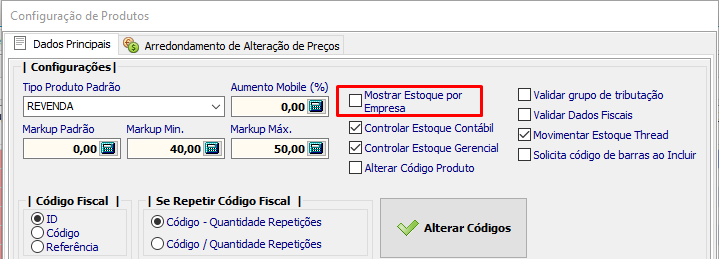 Configuração de Produtos
Dados Principais
Arredondamento de Alteração de Preços
| Configurações|
Tipo Produto Padrão
Aumento Mobile (%)
REVENDA
0,00
Markup Padrão
Markup Min.
Markup Máx.
0,00
40,00
50,00
Mostrar Estoque por
Empresa
Controlar Estoque Contábil
Controlar Estoque Gerencial
Alterar Código Produto
Validar grupo de tributação
Validar Dados Fiscais
Movimentar Estoque Thread
Solicita código de barras ao Incluir
| Código Fiscal |
ID
Código
Referência
| Se Repetir Código Fiscal |
Código - Quantidade Repetições
Código / Quantidade Repetições
Alterar Códigos